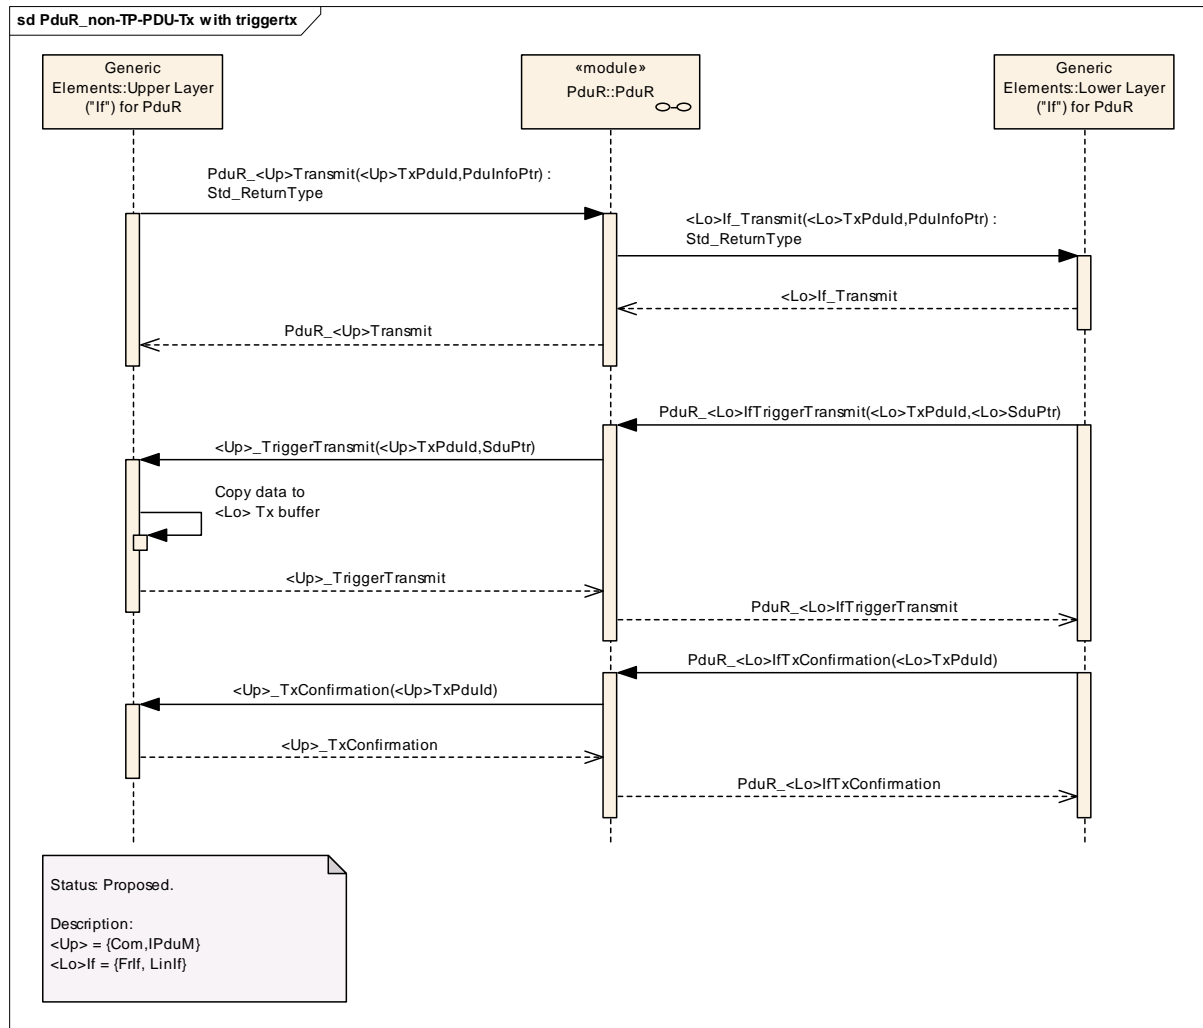 sd PduR_non-TP-PDU-Tx with triggertx
Generic
Elements::Upper Layer
("If") for PduR
«module»
PduR::PduR
Generic
Elements::Lower Layer
("If") for PduR
PduR_<Up>Transmit(<Up>TxPduId,PduInfoPtr) :
Std_ReturnType
<Lo>If_Transmit(<Lo>TxPduId,PduInfoPtr) :
Std_ReturnType
<Lo>If_Transmit
PduR_<Up>Transmit
PduR_<Lo>IfTriggerTransmit(<Lo>TxPduId,<Lo>SduPtr)
<Up>_TriggerTransmit(<Up>TxPduId,SduPtr)
Copy data to
<Lo> Tx buffer
<Up>_TriggerTransmit
PduR_<Lo>IfTriggerTransmit
PduR_<Lo>IfTxConfirmation(<Lo>TxPduId)
<Up>_TxConfirmation(<Up>TxPduId)
<Up>_TxConfirmation
PduR_<Lo>IfTxConfirmation
Status: Proposed.
Description:
<Up> = {Com,IPduM}
<Lo>If = {FrIf, LinIf}